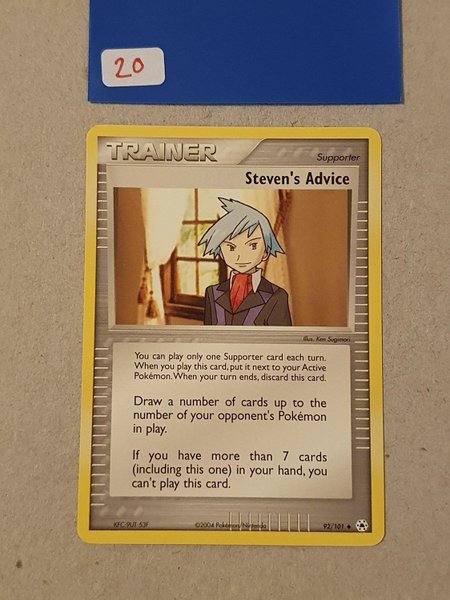 20
TRAINER
Supporter
Steven's Advice
Illus. Ken Sugimori
You can play only one Supporter card each turn.
When you play this card, put it next to your Active
Pokémon. When your turn ends, discard this card.
Draw a number of cards up to the
number of your opponent's Pokémon
in play.
If you have more than 7 cards
(including this one) in your hand, you
can't play this card.
KFC-9UT-53F
©2004 Pokémon/Nintendo
92/101